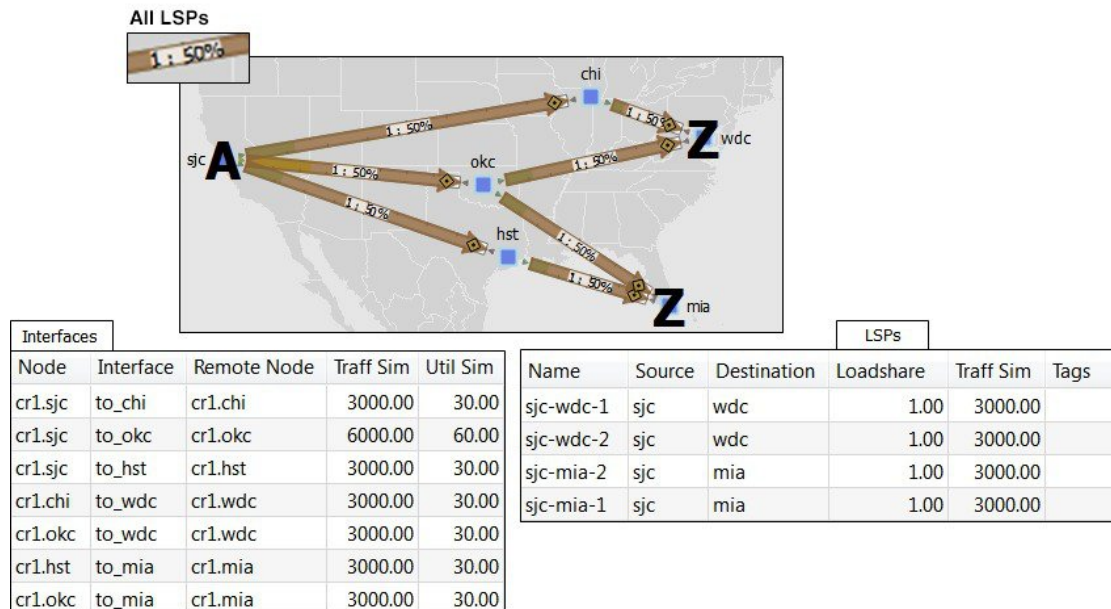 All LSPs
1 : 50%
chi
1 : 50%
1 : 50%
Z wdc
sjc A
okc
1 : 50%
1 : 50%
1 : 50%
hst
1 : 50%
1 : 50%
Z mia
Interfaces
Node Interface Remote Node Traff Sim Util Sim
cr1.sjc to_chi cr1.chi 3000.00 30.00
cr1.sjc to_okc cr1.okc 6000.00 60.00
cr1.sjc to_hst cr1.hst 3000.00 30.00
cr1.chi to_wdc cr1.wdc 3000.00 30.00
cr1.okc to_wdc cr1.wdc 3000.00 30.00
cr1.hst to_mia cr1.mia 3000.00 30.00
cr1.okc to_mia cr1.mia 3000.00 30.00
LSPs
Name Source Destination Loadshare Traff Sim Tags
sjc-wdc-1 sjc wdc 1.00 3000.00
sjc-wdc-2 sjc wdc 1.00 3000.00
sjc-mia-2 sjc mia 1.00 3000.00
sjc-mia-1 sjc mia 1.00 3000.00